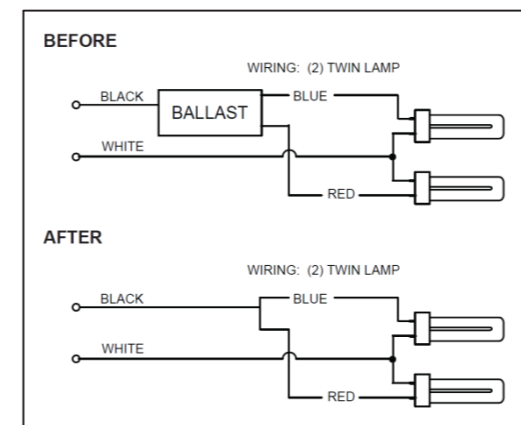 BEFORE
WIRING: (2) TWIN LAMP
BLACK
BLUE
BALLAST
WHITE
RED
AFTER
WIRING: (2) TWIN LAMP
BLACK
BLUE
WHITE
RED